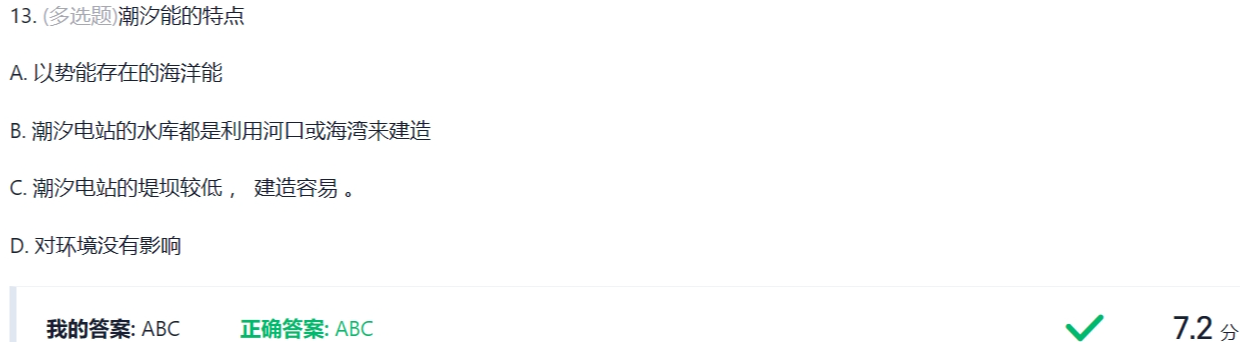 13. (多选题)潮汐能的特点
A. 以势能存在的海洋能
B. 潮汐电站的水库都是利用河口或海湾来建造
C. 潮汐电站的堤坝较低， 建造容易 。
D. 对环境没有影响
我的答案: ABC 正确答案: ABC 7.2 分